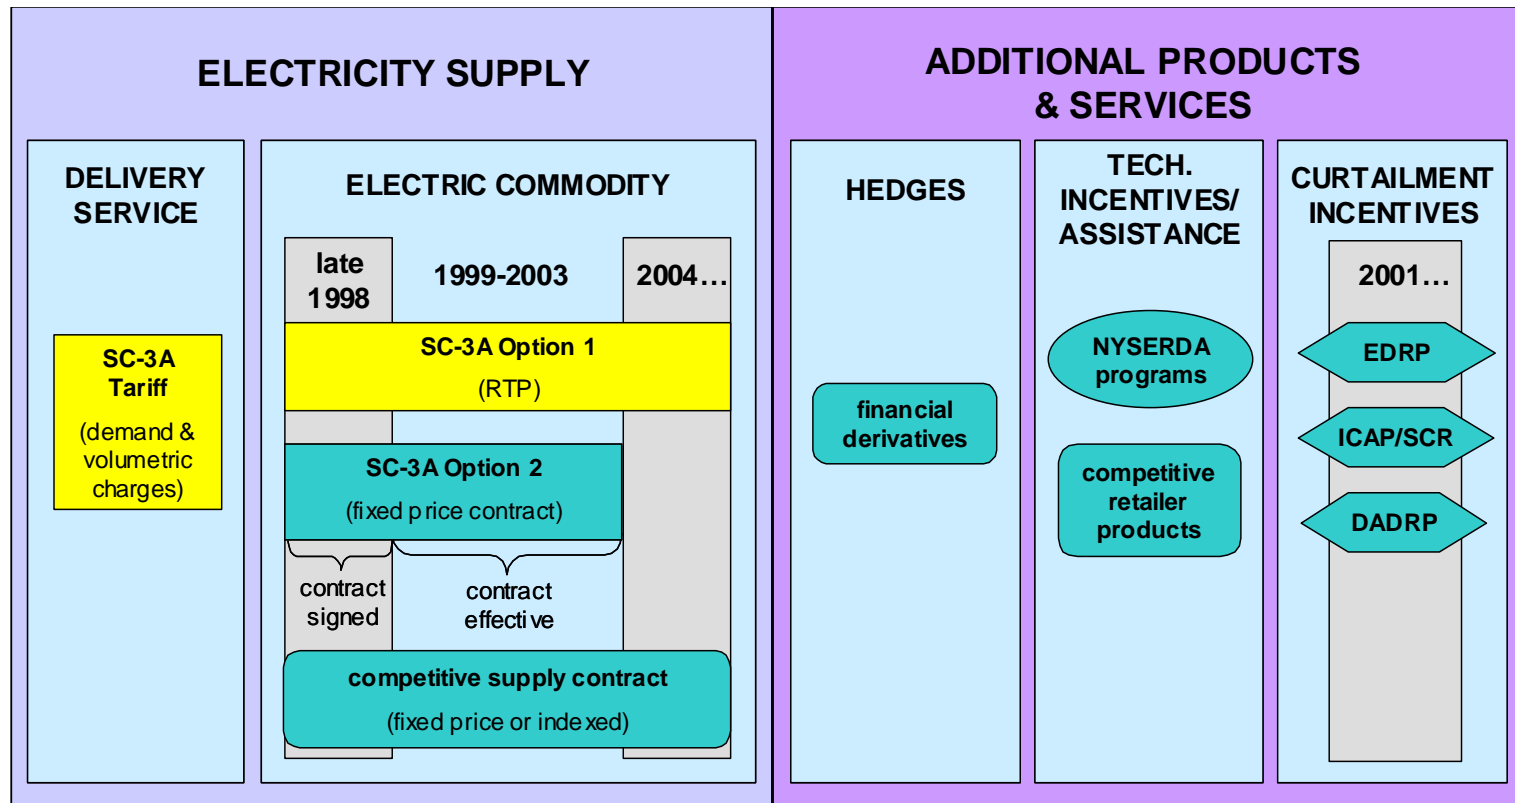 ELECTRICITY SUPPLY
DELIVERY
SERVICE
SC-3A
Tariff
(demand &
volumetric
charges)
ELECTRIC COMMODITY
late
1998
1999-2003
2004…
SC-3A Option 1
(RTP)
SC-3A Option 2
(fixed price contract)
contract
signed
contract
effective
competitive supply contract
(fixed price or indexed)
ADDITIONAL PRODUCTS
& SERVICES
HEDGES
financial
derivatives
TECH.
INCENTIVES/
ASSISTANCE
NYSERDA
programs
competitive
retailer
products
CURTAILMENT
INCENTIVES
2001…
EDRP
ICAP/SCR
DADRP